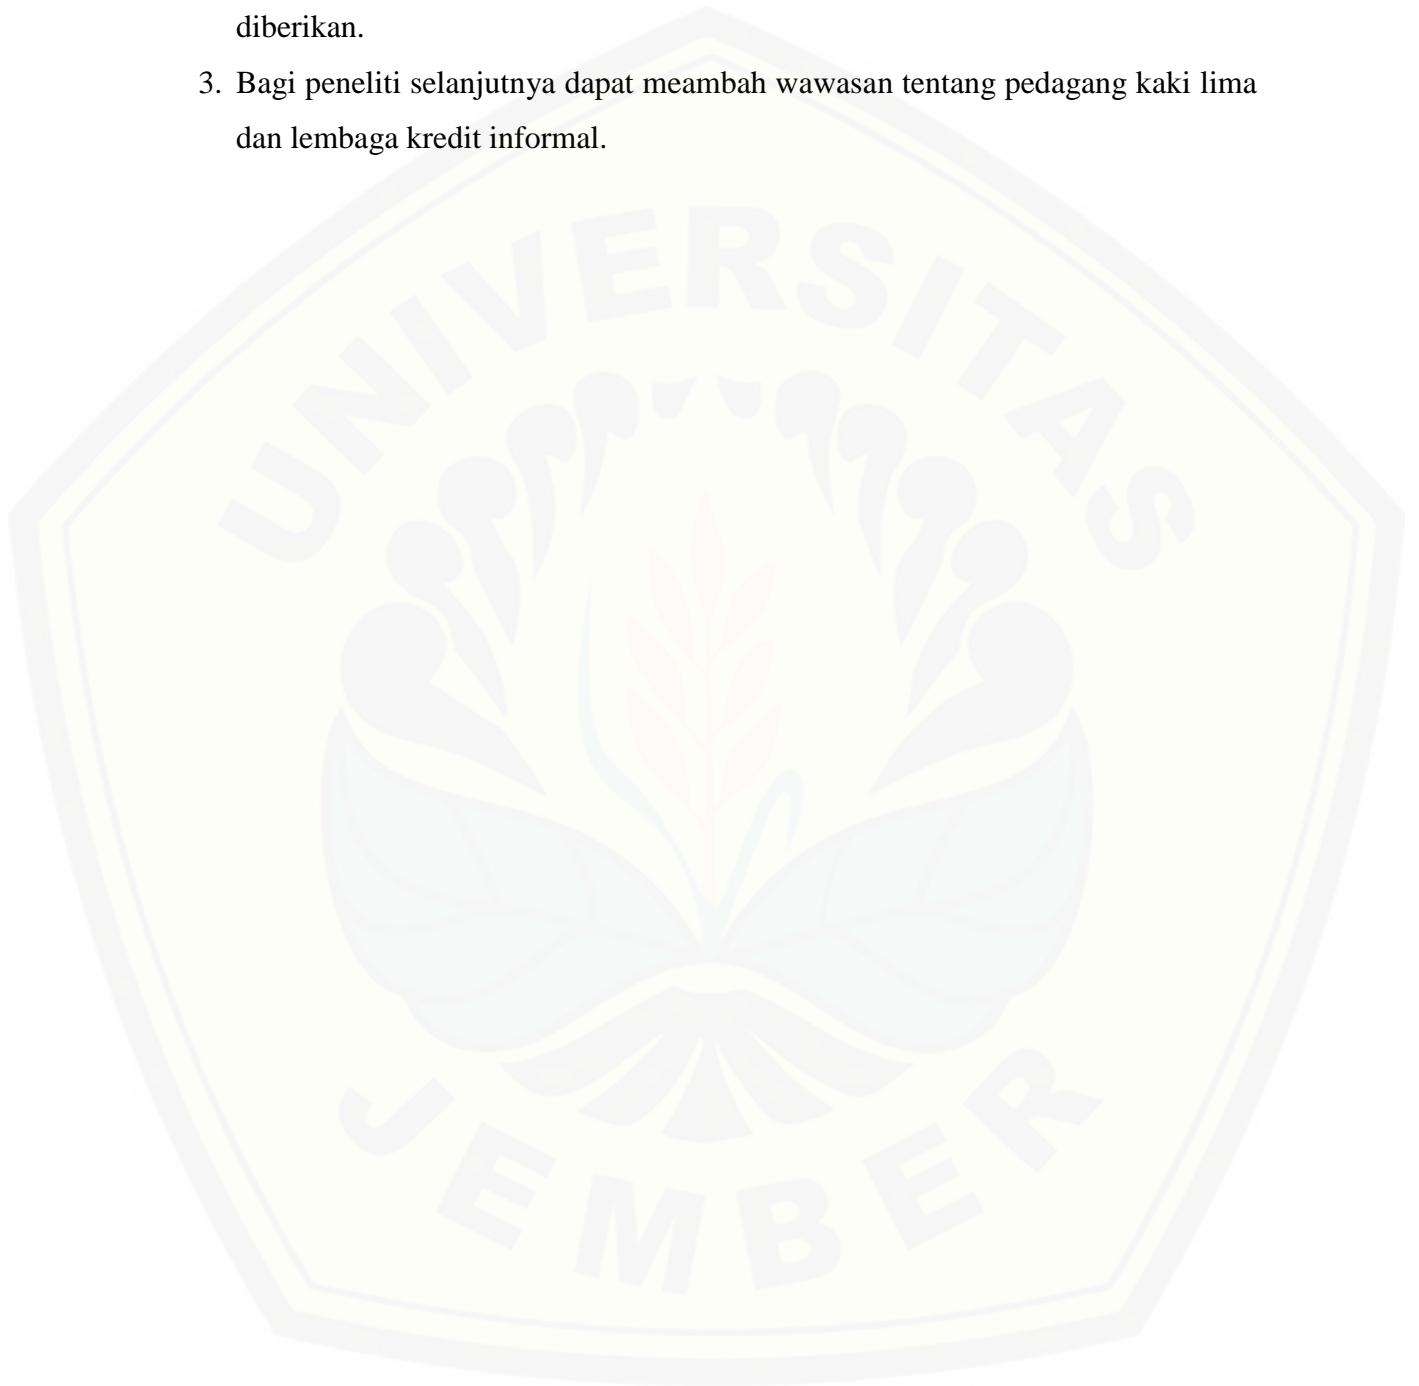 diberikan.
3. Bagi peneliti selanjutnya dapat meambah wawasan tentang pedagang kaki lima
dan lembaga kredit informal.
UNIVERSITAS
JEMBER